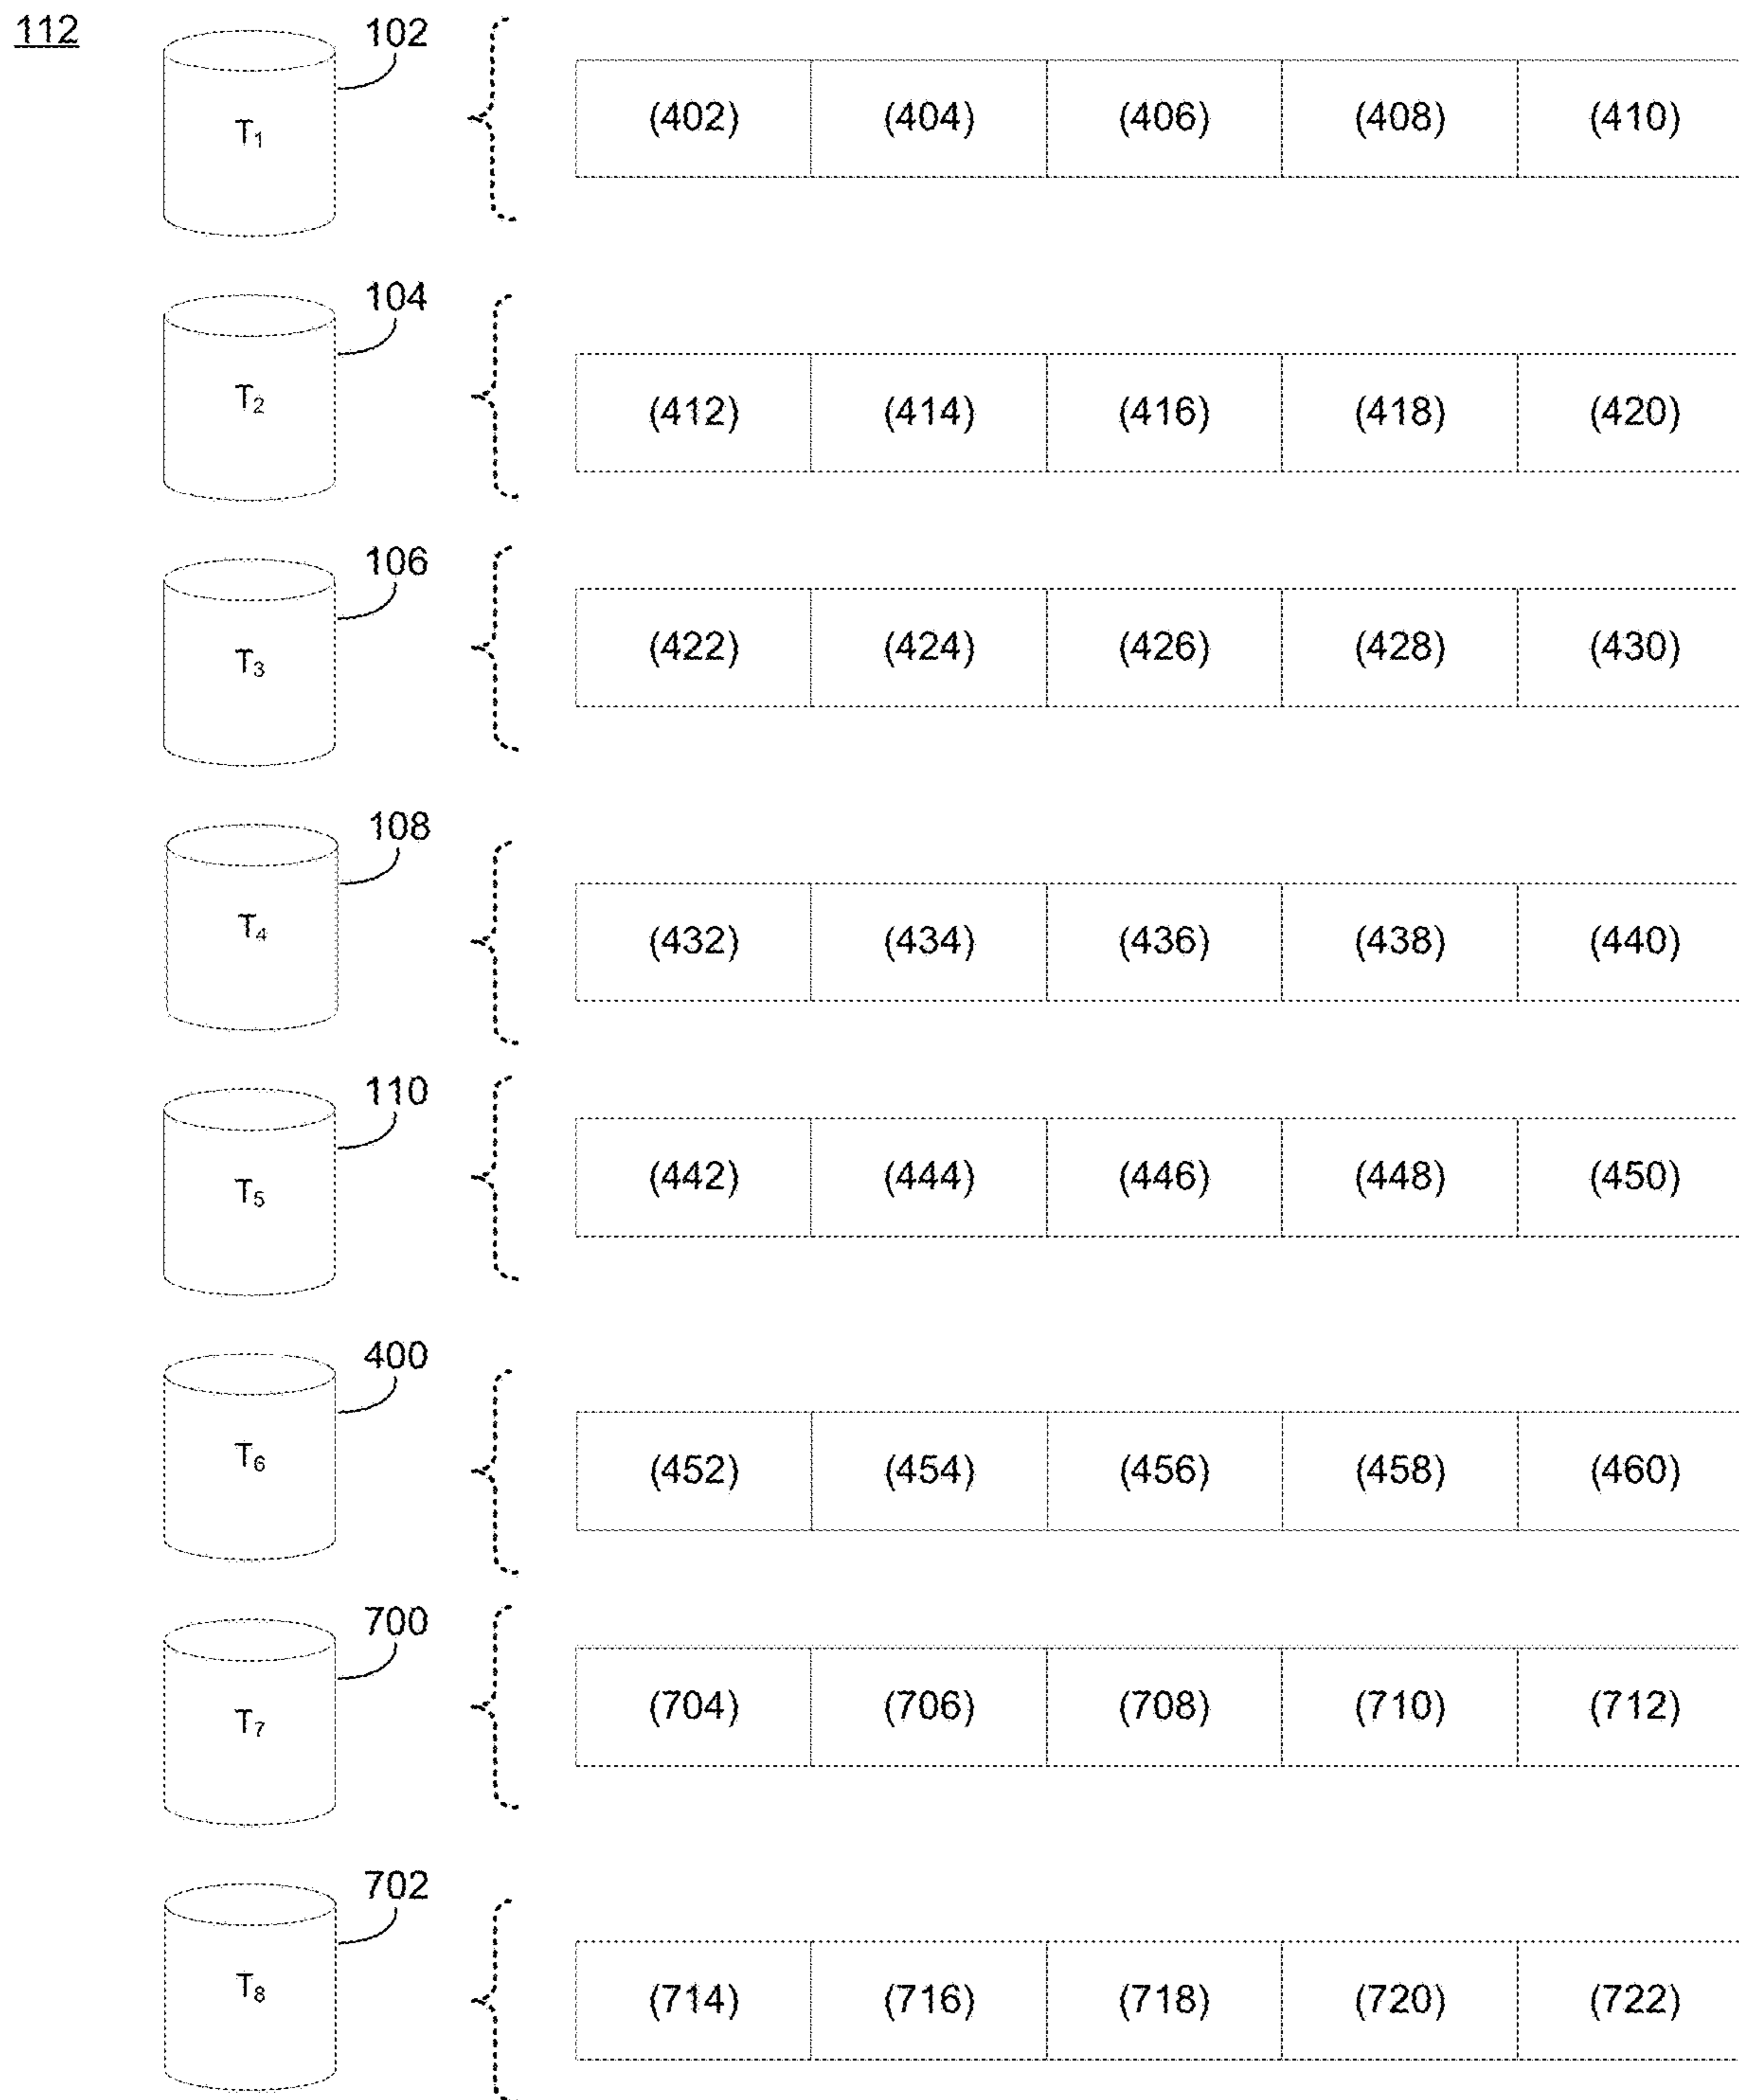 112
102
T₁
(402) (404) (406) (408) (410)
104
T₂
(412) (414) (416) (418) (420)
106
T₃
(422) (424) (426) (428) (430)
108
T₄
(432) (434) (436) (438) (440)
110
T₅
(442) (444) (446) (448) (450)
400
T₆
(452) (454) (456) (458) (460)
700
T₇
(704) (706) (708) (710) (712)
702
T₈
(714) (716) (718) (720) (722)